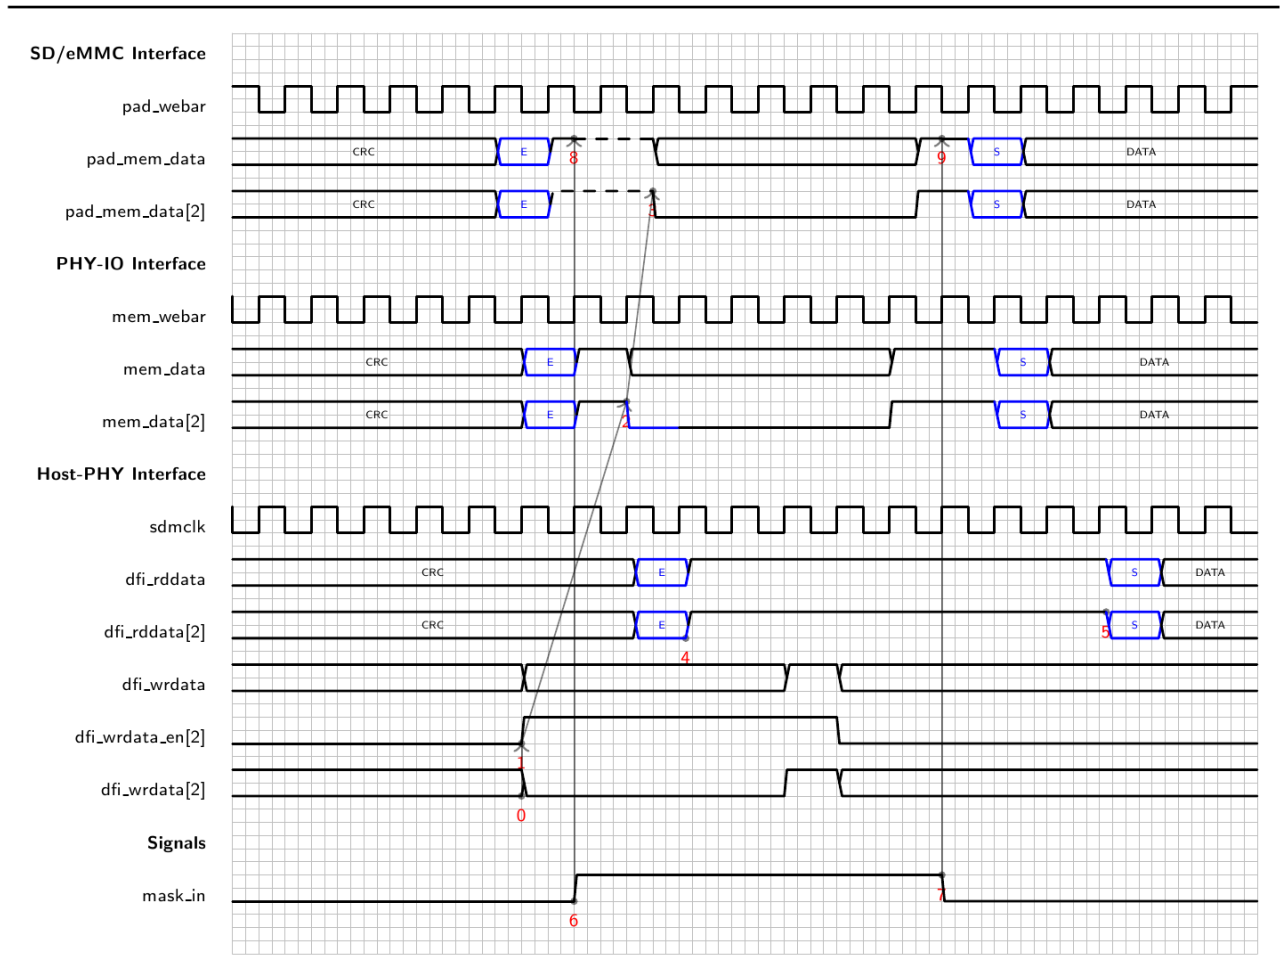 SD/eMMC Interface
pad_webar
pad_mem_data CRC E 8 9 S DATA
pad_mem_data[2] CRC E 3 S DATA
PHY-IO Interface
mem_webar
mem_data CRC E S DATA
mem_data[2] CRC E 2 S DATA
Host-PHY Interface
sdmclk
dfi_rddata CRC E S DATA
dfi_rddata[2] CRC E 5 S DATA
4
dfi_wrdata
dfi_wrdata_en[2]
1
dfi_wrdata[2]
0
Signals
mask_in 7
6